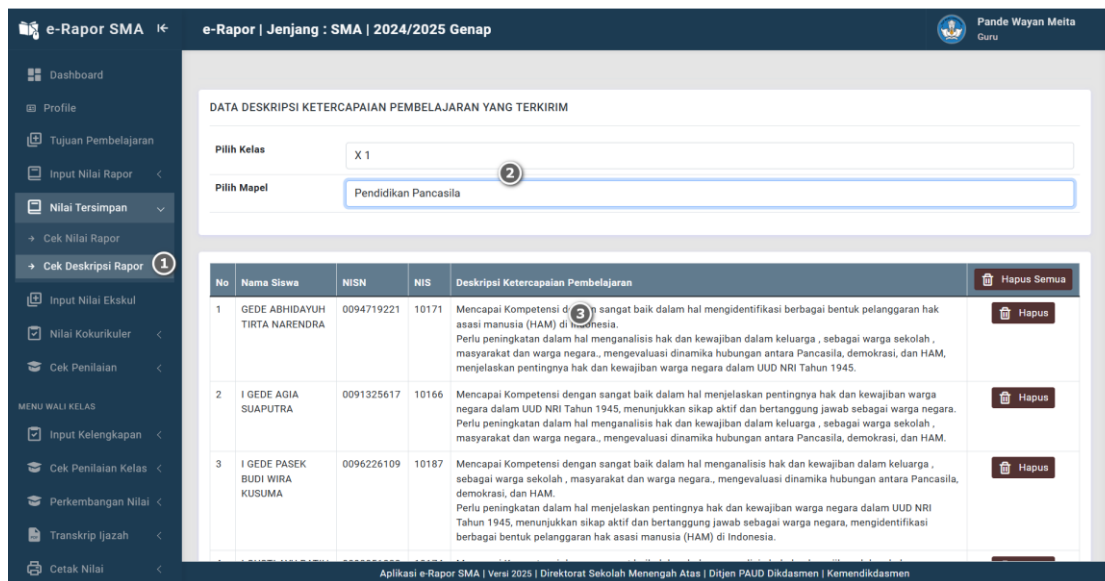 e-Rapor SMA
e-Rapor | Jenjang : SMA | 2024/2025 Genap
Pande Wayan Meita
Guru
Dashboard
Profile
Tujuan Pembelajaran
Input Nilai Rapor
Nilai Tersimpan
Cek Nilai Rapor
Cek Deskripsi Rapor
1
Input Nilai Ekskul
Nilai Kokurikuler
Cek Penilaian
MENU WALI KELAS
Input Kelengkapan
Cek Penilaian Kelas
Perkembangan Nilai
Transkrip Ijazah
Cetak Nilai
DATA DESKRIPSI KETERCAPAIAN PEMBELAJARAN YANG TERKIRIM
Pilih Kelas
X 1
2
Pilih Mapel
Pendidikan Pancasila
No Nama Siswa NISN NIS Deskripsi Ketercapaian Pembelajaran Hapus Semua
1 GEDE ABHIDAYUH 0094719221 10171 Mencapai Kompetensi sangat baik dalam hal mengidentifikasi berbagai bentuk pelanggaran hak Hapus
TIRTA NARENDRA asasi manusia (HAM) di Indonesia.
3
Perlu peningkatan dalam hal menganalisis hak dan kewajiban dalam keluarga , sebagai warga sekolah ,
masyarakat dan warga negara., mengevaluasi dinamika hubungan antara Pancasila, demokrasi, dan HAM,
menjelaskan pentingnya hak dan kewajiban warga negara dalam UUD NRI Tahun 1945.
2 I GEDE AGIA 0091325617 10166 Mencapai Kompetensi dengan sangat baik dalam hal menjelaskan pentingnya hak dan kewajiban warga Hapus
SUAPUTRA negara dalam UUD NRI Tahun 1945, menunjukkan sikap aktif dan bertanggung jawab sebagai warga negara.
Perlu peningkatan dalam hal menganalisis hak dan kewajiban dalam keluarga , sebagai warga sekolah ,
masyarakat dan warga negara., mengevaluasi dinamika hubungan antara Pancasila, demokrasi, dan HAM.
3 I GEDE PASEK 0096226109 10187 Mencapai Kompetensi dengan sangat baik dalam hal menganalisis hak dan kewajiban dalam keluarga , Hapus
BUDI WIRA sebagai warga sekolah , masyarakat dan warga negara., mengevaluasi dinamika hubungan antara Pancasila,
KUSUMA demokrasi, dan HAM.
Perlu peningkatan dalam hal menjelaskan pentingnya hak dan kewajiban warga negara dalam UUD NRI
Tahun 1945, menunjukkan sikap aktif dan bertanggung jawab sebagai warga negara, mengidentifikasi
berbagai bentuk pelanggaran hak asasi manusia (HAM) di Indonesia.
Aplikasi e-Rapor SMA | Versi 2025 | Direktorat Sekolah Menengah Atas | Ditjen PAUD Dikdasmen | Kemendikdasmen